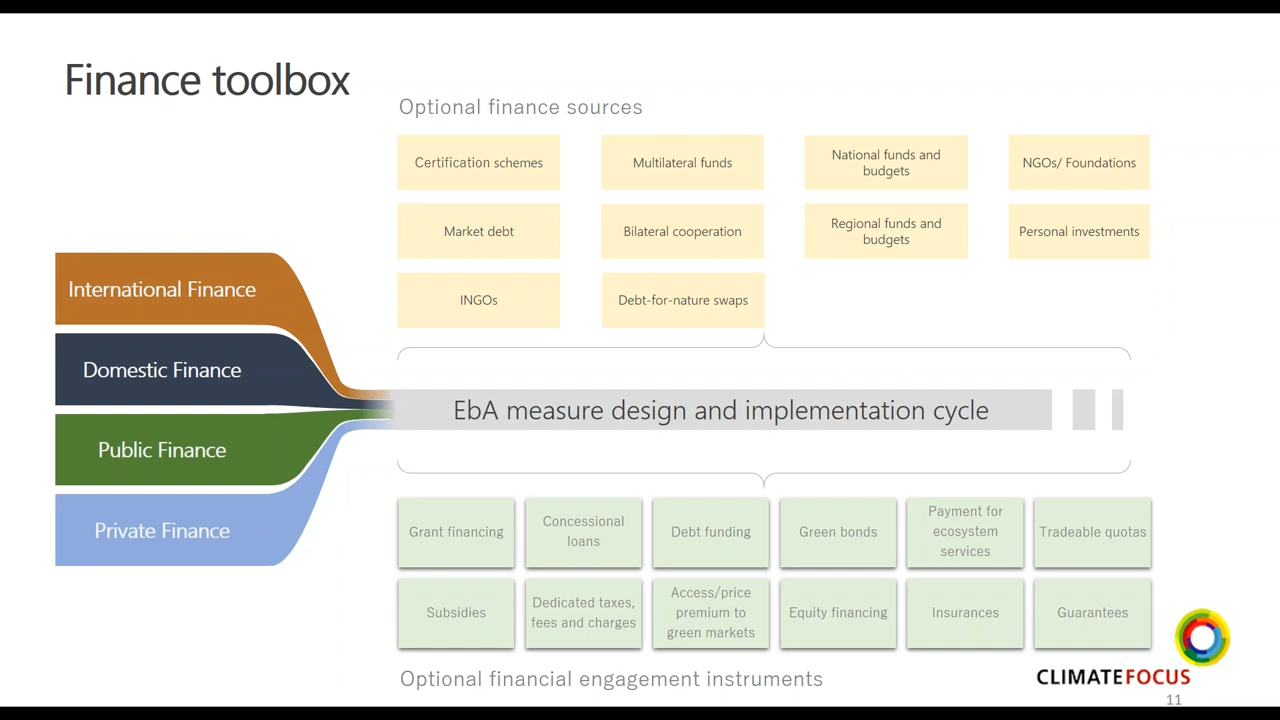 Finance toolbox
Optional finance sources
Certification schemes
Multilateral funds
National funds and
budgets
NGOs/ Foundations
Market debt
Bilateral cooperation
Regional funds and
budgets
Personal investments
INGOs
Debt-for-nature swaps
International Finance
Domestic Finance
Public Finance
Private Finance
EbA measure design and implementation cycle
Grant financing
Concessional
loans
Debt funding
Green bonds
Payment for
ecosystem
services
Tradeable quotas
Subsidies
Dedicated taxes,
fees and charges
Access/price
premium to
green markets
Equity financing
Insurances
Guarantees
Optional financial engagement instruments
CLIMATEFOCUS
11